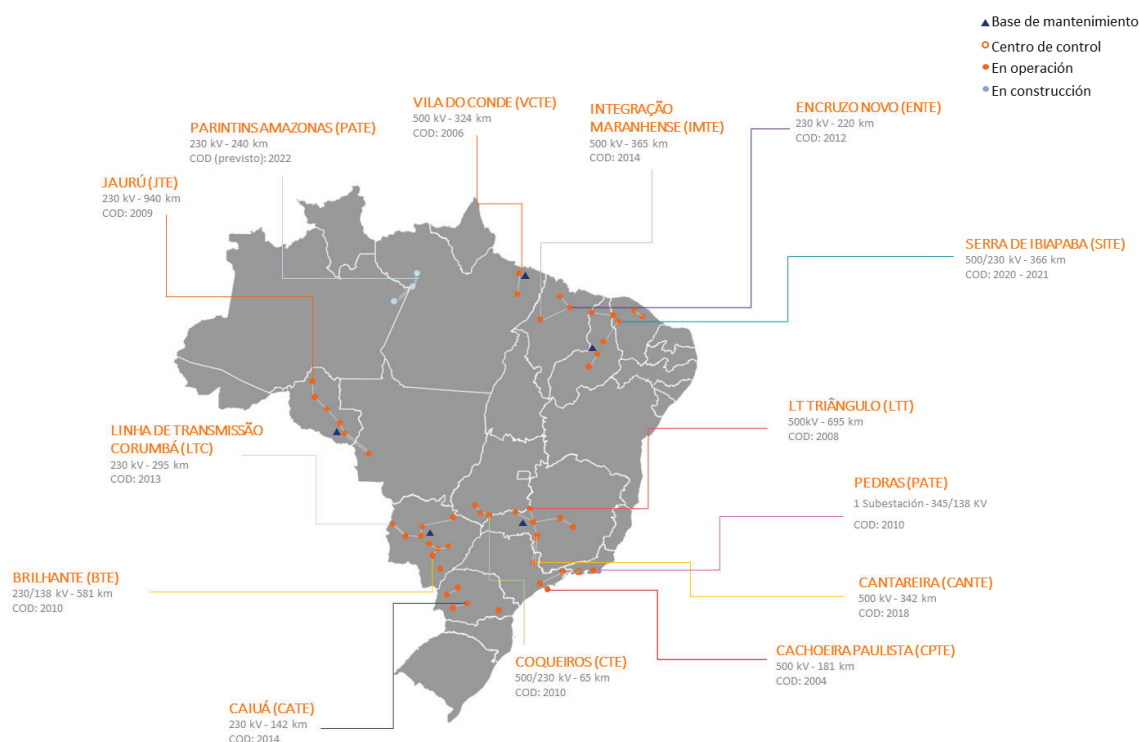 Base de mantenimiento
Centro de control
En operación
En construcción
VILA DO CONDE (VCTE)
500 kV - 324 km
COD: 2006
INTEGRAÇÃO
MARANHENSE (IMTE)
500 kV - 365 km
COD: 2014
ENCRUZO NOVO (ENTE)
230 kV - 220 km
COD: 2012
PARINTINS AMAZONAS (PATE)
230 kV - 240 km
COD (previsto): 2022
JAURÚ (JTE)
230 kV - 940 km
COD: 2009
SERRA DE IBIAPABA (SITE)
500/230 kV - 366 km
COD: 2020 - 2021
LT TRIÂNGULO (LTT)
500kV - 695 km
COD: 2008
LINHA DE TRANSMISSÃO
CORUMBÁ (LTC)
230 kV - 295 km
COD: 2013
PEDRAS (PATE)
1 Subestación - 345/138 KV
COD: 2010
BRILHANTE (BTE)
230/138 kV - 581 km
COD: 2010
CANTAREIRA (CANTE)
500 kV - 342 km
COD: 2018
COQUEIROS (CTE)
500/230 kV - 65 km
COD: 2010
CACHOEIRA PAULISTA (CPTE)
500 kV - 181 km
COD: 2004
CAIUÁ (CATE)
230 kV - 142 km
COD: 2014